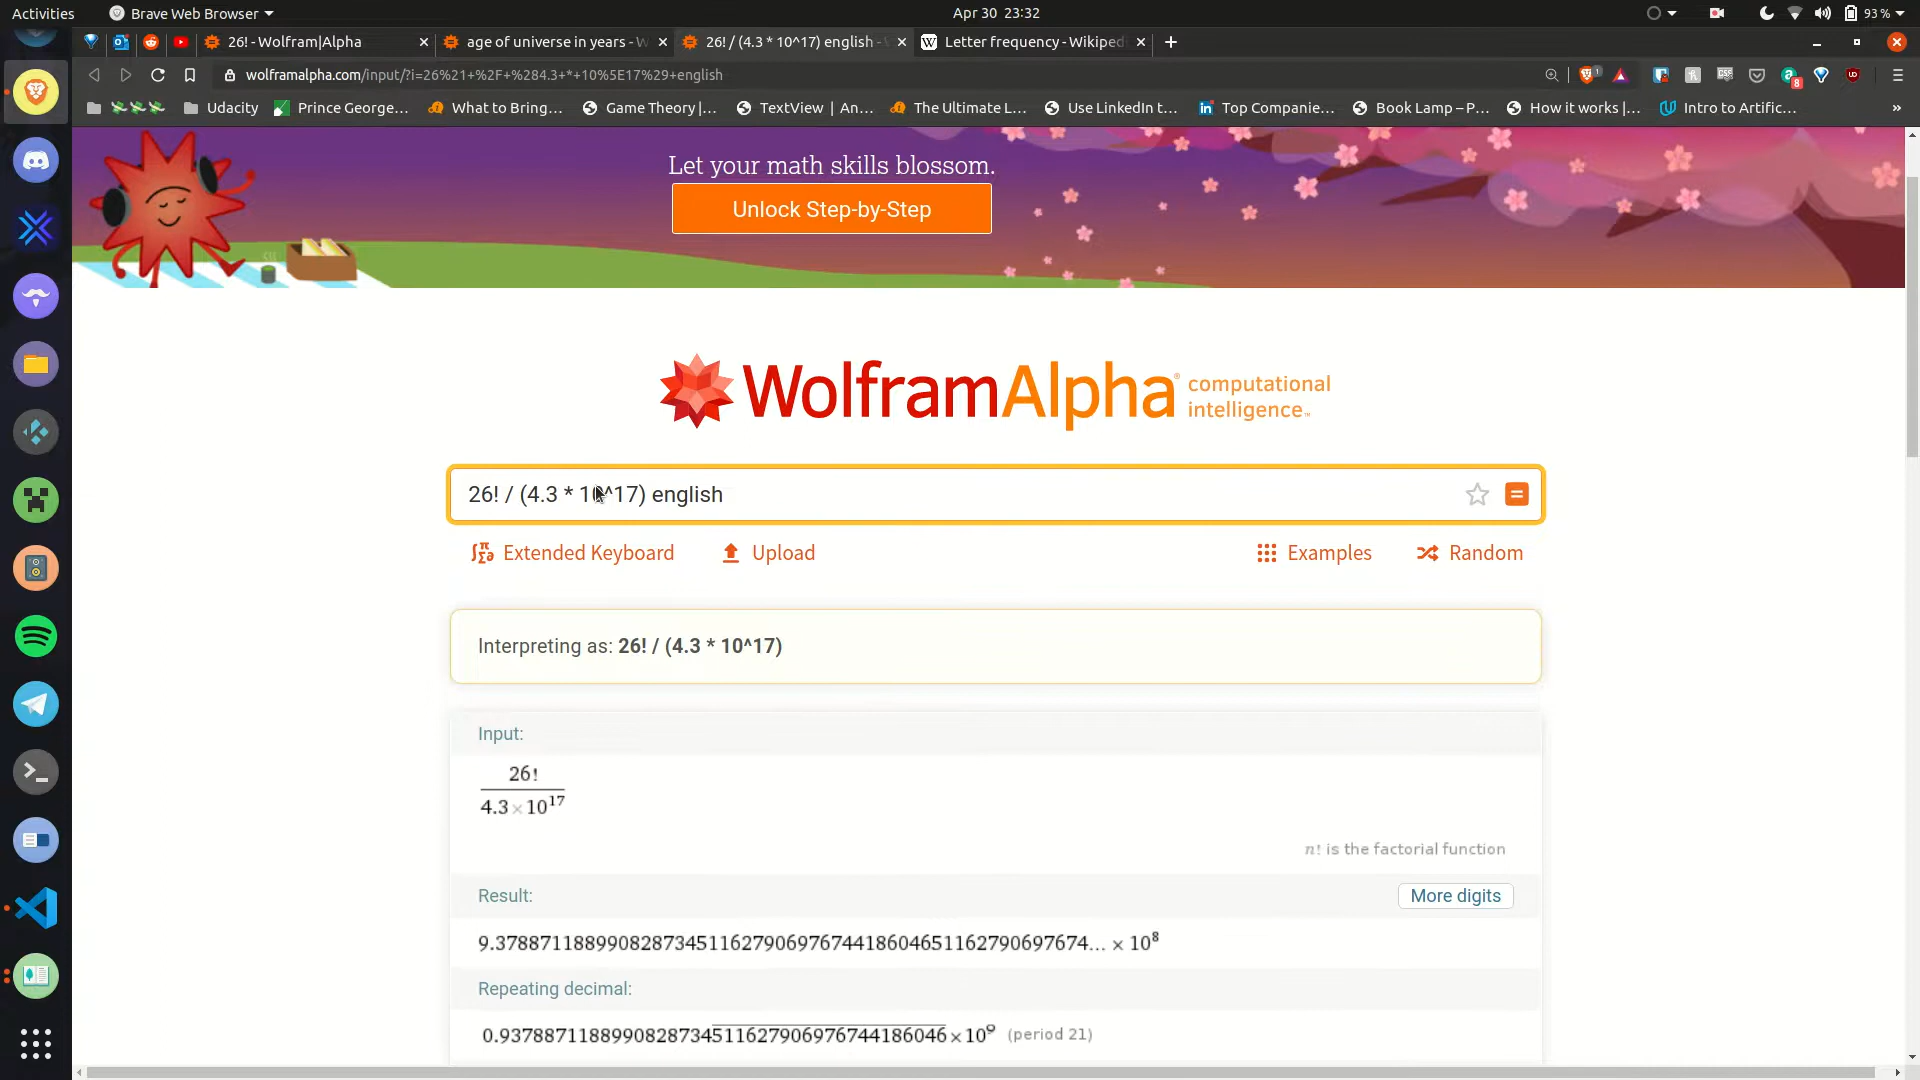 Activities
Brave Web Browser
Apr 30 23:32
93 %
26! - Wolfram|Alpha
age of universe in years - W
26! / (4.3 * 10^17) english -
Letter frequency - Wikiped
wolframalpha.com/input/?i=26%21+%2F+%284.3+*+10%5E17%29+english
Udacity
Prince George...
What to Bring...
Game Theory |...
TextView | An...
The Ultimate L...
Use LinkedIn t...
Top Companie...
Book Lamp – P...
How it works |...
Intro to Artific...
Let your math skills blossom.
Unlock Step-by-Step
WolframAlpha computational intelligence™
26! / (4.3 * 10^17) english
Extended Keyboard
Upload
Examples
Random
Interpreting as: 26! / (4.3 * 10^17)
Input:
26!
4.3×10^17
n! is the factorial function
Result:
More digits
9.378871188990828734511627906976744186046511627906976744... × 10^8
Repeating decimal:
0.9378871188990828734511627906976744186046×10^9 (period 21)